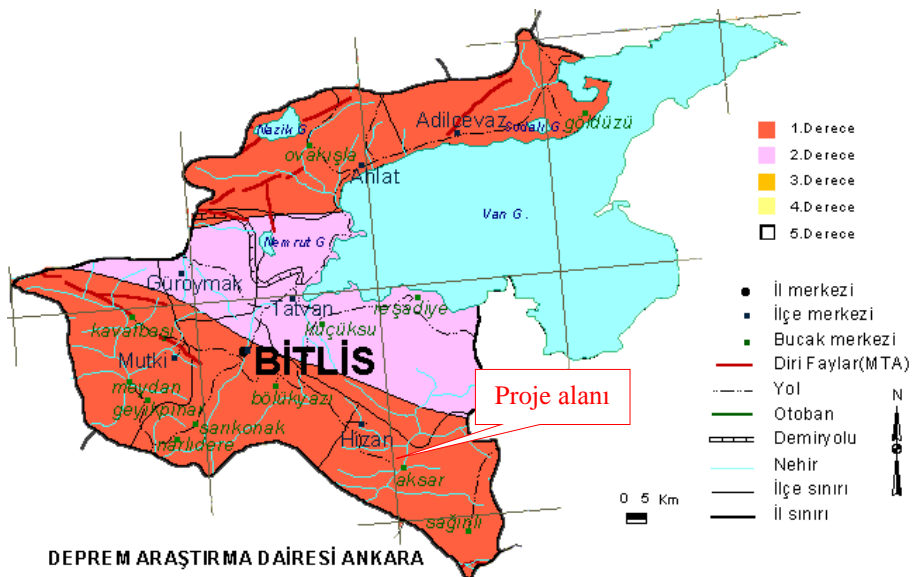 Adilcevaz
Sodalı G.
göldüzü
Nazik G.
ovakışla
Ahlat
Van G.
Nemrut G
Güroymak
Tatvan
reşadiye
küçüksu
kavakbaşı
BİTLİS
Mutki
meydan
bölükyazı
geyikpınar
sarıkonak
narlıdere
Hizan
Proje alanı
aksar
sağınlı
1.Derece
2.Derece
3.Derece
4.Derece
5.Derece
İl merkezi
İlçe merkezi
Bucak merkezi
Diri Faylar(MTA)
Yol
Otoban
Demiryolu
Nehir
İlçe sınırı
İl sınırı
N
0 5 Km
DEPREM ARAŞTIRMA DAİRESİ ANKARA